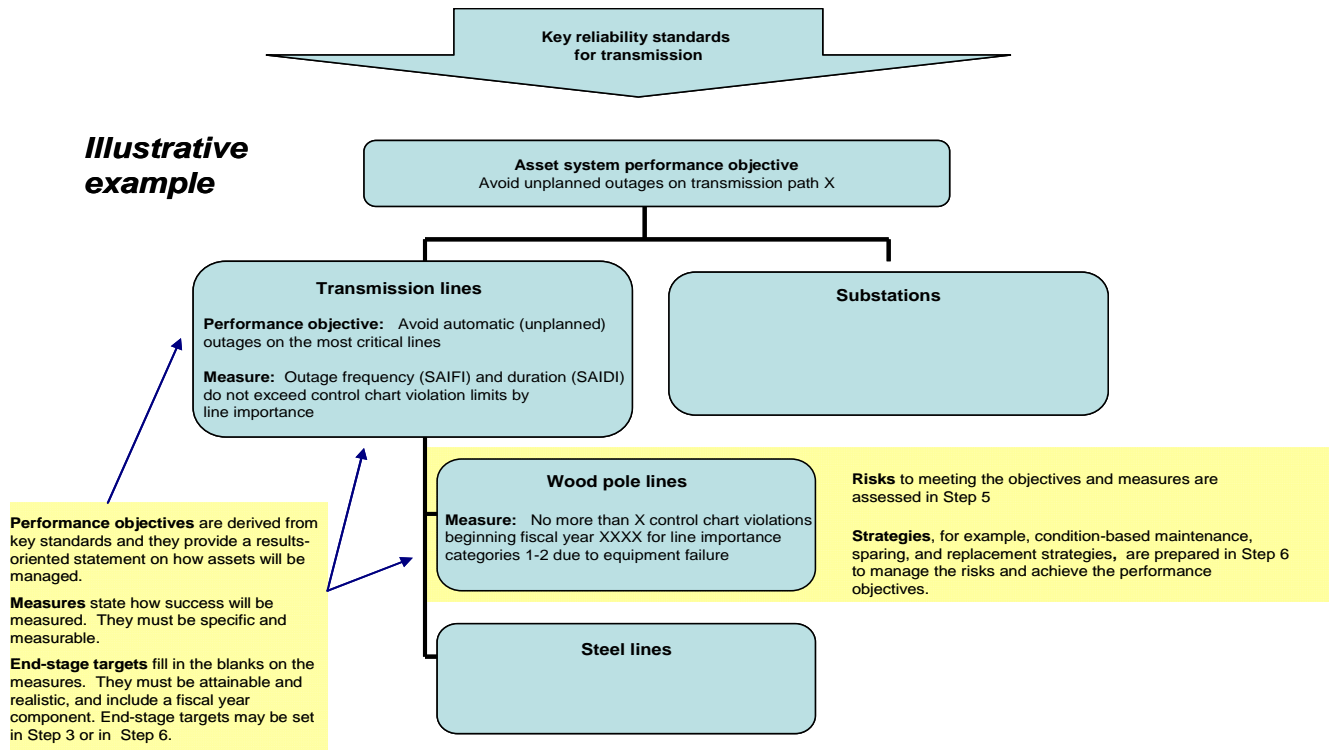 Key reliability standards
for transmission
Illustrative
example
Asset system performance objective
Avoid unplanned outages on transmission path X
Transmission lines
Performance objective: Avoid automatic (unplanned)
outages on the most critical lines
Measure: Outage frequency (SAIFI) and duration (SAIDI)
do not exceed control chart violation limits by
line importance
Substations
Wood pole lines
Measure: No more than X control chart violations
beginning fiscal year XXXX for line importance
categories 1-2 due to equipment failure
Risks to meeting the objectives and measures are
assessed in Step 5
Strategies, for example, condition-based maintenance,
sparing, and replacement strategies, are prepared in Step 6
to manage the risks and achieve the performance
objectives.
Performance objectives are derived from
key standards and they provide a results-
oriented statement on how assets will be
managed.
Measures state how success will be
measured. They must be specific and
measurable.
End-stage targets fill in the blanks on the
measures. They must be attainable and
realistic, and include a fiscal year
component. End-stage targets may be set
in Step 3 or in Step 6.
Steel lines